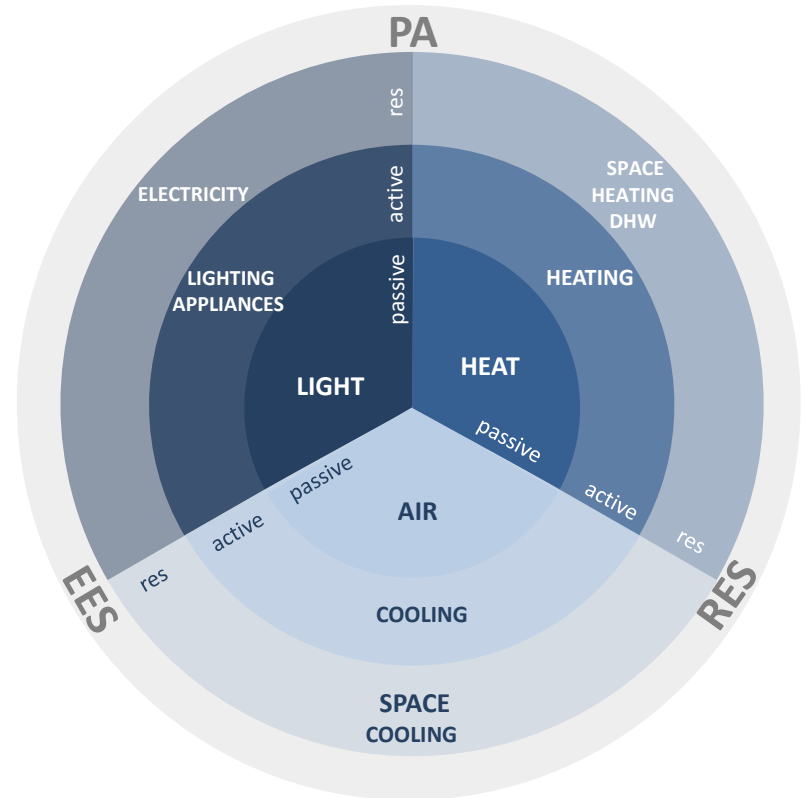 PA
res
ELECTRICITY
SPACE
HEATING
DHW
active
LIGHTING
APPLIANCES
HEATING
passive
LIGHT
HEAT
passive
active
res
passive
active
res
AIR
COOLING
SPACE
COOLING
EES
RES